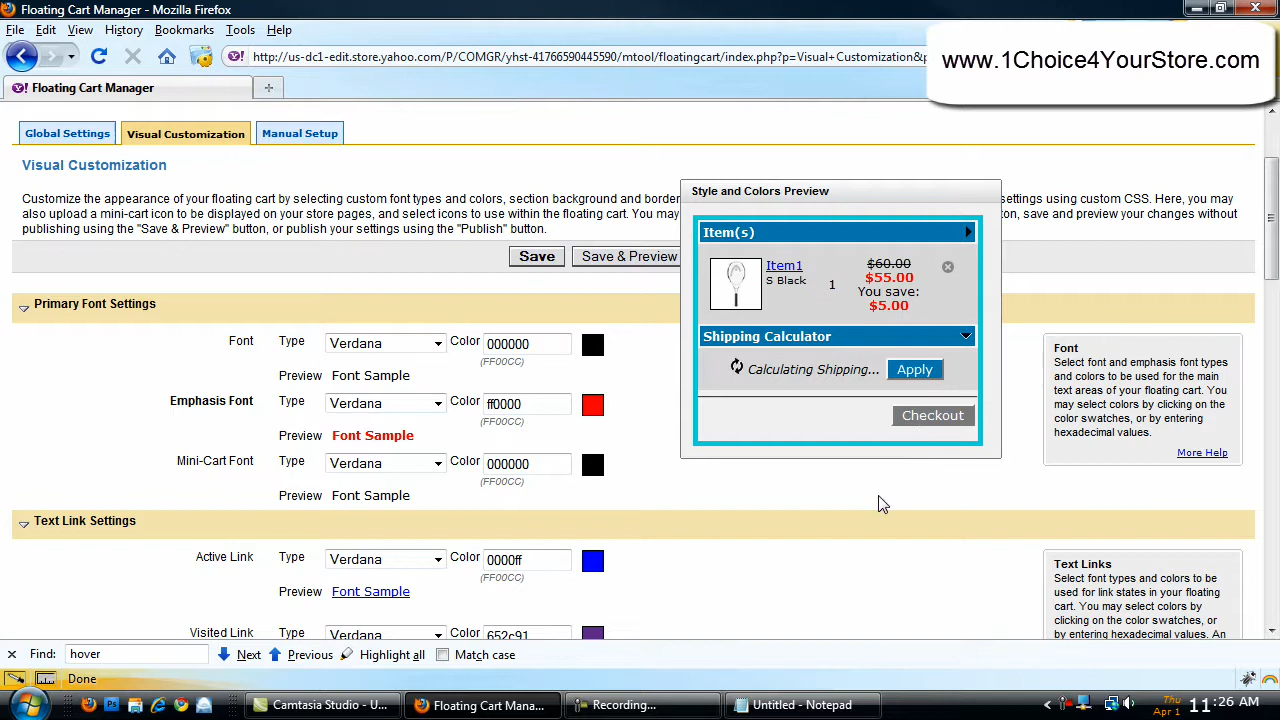 Floating Cart Manager - Mozilla Firefox
File Edit View History Bookmarks Tools Help
http://us-dc1-edit.store.yahoo.com/P/COMGR/yhst-41766590445590/mtool/floatingcart/index.php?p=Visual+Customization&p
www.1Choice4YourStore.com
Floating Cart Manager
Global Settings Visual Customization Manual Setup
Visual Customization
Customize the appearance of your floating cart by selecting custom font types and colors, section background and border settings using custom CSS. Here, you may
also upload a mini-cart icon to be displayed on your store pages, and select icons to use within the floating cart. You may on, save and preview your changes without
publishing using the "Save & Preview" button, or publish your settings using the "Publish" button.
Save Save & Preview
Style and Colors Preview
Item(s)
Item1
S Black
1
$60.00
$55.00
You save:
$5.00
Shipping Calculator
Calculating Shipping... Apply
Checkout
Primary Font Settings
Font Type Verdana Color 000000
(FF00CC)
Preview Font Sample
Emphasis Font Type Verdana Color ff0000
(FF00CC)
Preview Font Sample
Mini-Cart Font Type Verdana Color 000000
(FF00CC)
Preview Font Sample
Font
Select font and emphasis font types
and colors to be used for the main
text areas of your floating cart. You
may select colors by clicking on the
color swatches, or by entering
hexadecimal values.
More Help
Text Link Settings
Active Link Type Verdana Color 0000ff
(FF00CC)
Preview Font Sample
Visited Link Type Verdana Color 652c91
Text Links
Select font types and colors to be
used for link states in your floating
cart. You may select colors by
clicking on the color swatches, or by
entering hexadecimal values. An
Find: hover Next Previous Highlight all Match case
Done
Camtasia Studio - U... Floating Cart Mana... Recording... Untitled - Notepad
Thu
Apr 1
11:26 AM